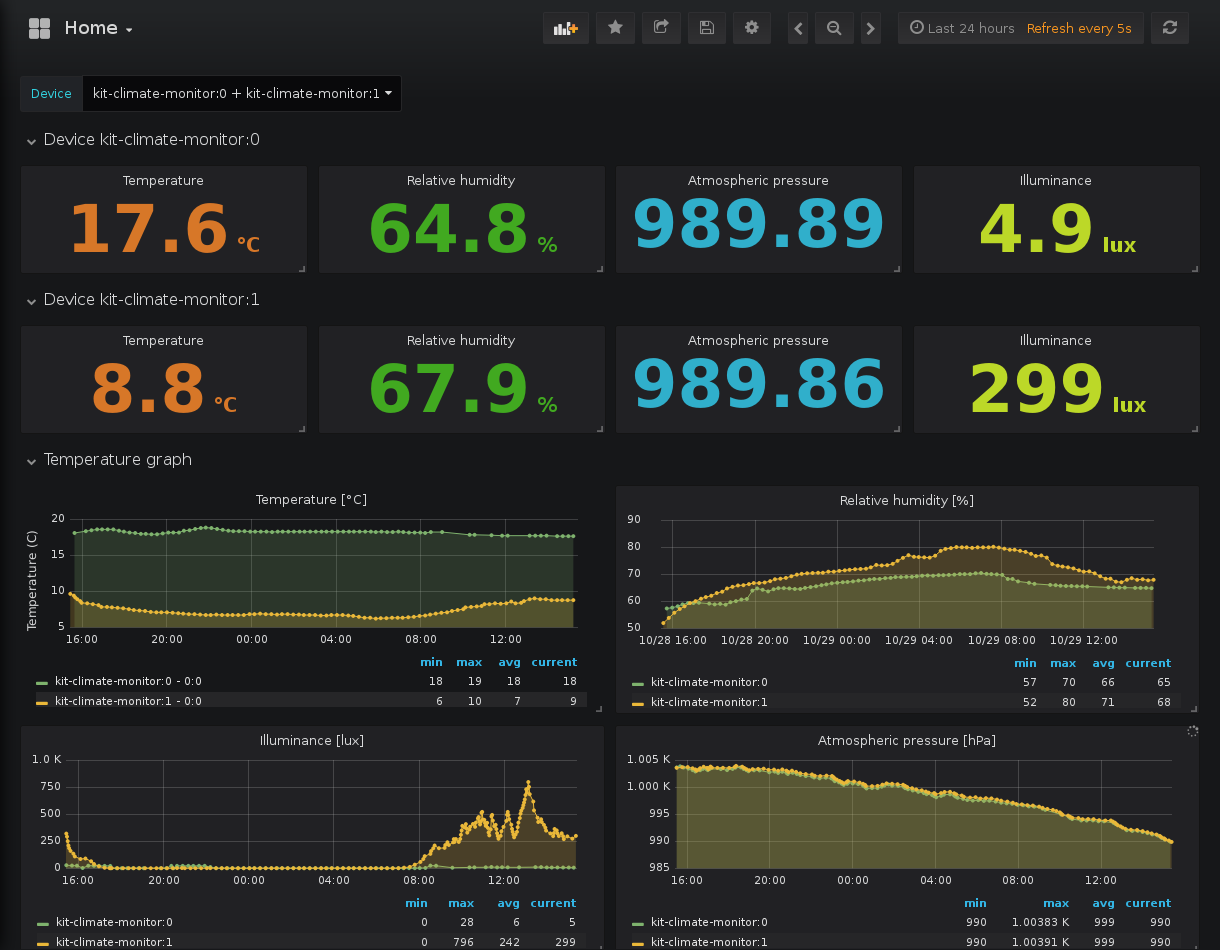 Home
Last 24 hours Refresh every 5s
Device kit-climate-monitor:0 + kit-climate-monitor:1
Device kit-climate-monitor:0
Temperature Relative humidity Atmospheric pressure Illuminance
17.6 °C 64.8 % 989.89 4.9 lux
Device kit-climate-monitor:1
Temperature Relative humidity Atmospheric pressure Illuminance
8.8 °C 67.9 % 989.86 299 lux
Temperature graph
Temperature [°C]
Temperature (C)
20
15
10
5
16:00 20:00 00:00 04:00 08:00 12:00
min max avg current
kit-climate-monitor:0 - 0:0 18 19 18 18
kit-climate-monitor:1 - 0:0 6 10 7 9
Relative humidity [%]
90
80
70
60
50
10/28 16:00 10/28 20:00 10/29 00:00 10/29 04:00 10/29 08:00 10/29 12:00
min max avg current
kit-climate-monitor:0 57 70 66 65
kit-climate-monitor:1 52 80 71 68
Illuminance [lux]
1.0 K
750
500
250
0
16:00 20:00 00:00 04:00 08:00 12:00
min max avg current
kit-climate-monitor:0 0 28 6 5
kit-climate-monitor:1 0 796 242 299
Atmospheric pressure [hPa]
1.005 K
1.000 K
995
990
985
16:00 20:00 00:00 04:00 08:00 12:00
min max avg current
kit-climate-monitor:0 990 1.00383 K 999 990
kit-climate-monitor:1 990 1.00391 K 999 990